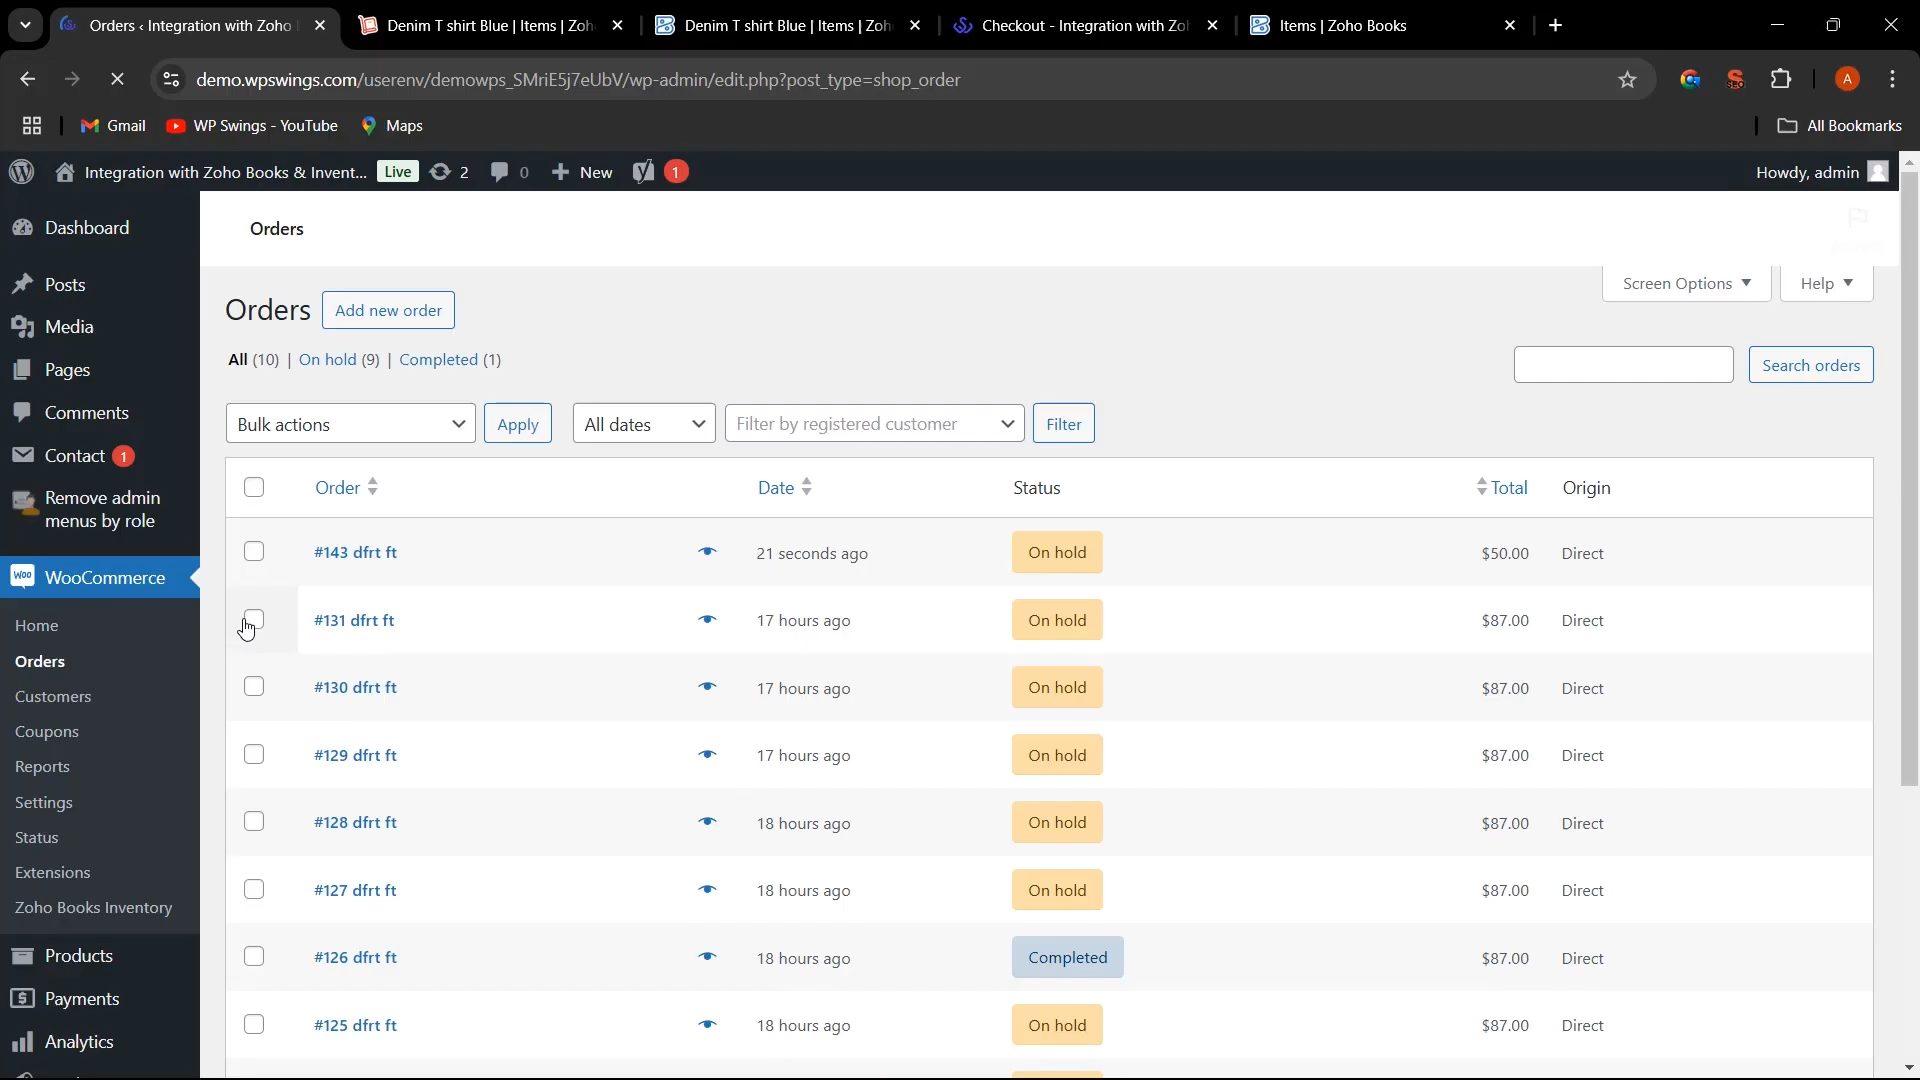 Orders ‹ Integration with Zoho
Denim T shirt Blue | Items | Zoh
Denim T shirt Blue | Items | Zoh
Checkout - Integration with Zoh
Items | Zoho Books
demo.wpswings.com/userenv/demowps_SMriE5j7eUbV/wp-admin/edit.php?post_type=shop_order
SEO
A
Gmail
WP Swings - YouTube
Maps
All Bookmarks
Integration with Zoho Books & Invent...
Live
2
0
New
1
Howdy, admin
Dashboard
Posts
Media
Pages
Comments
Contact 1
Remove admin
menus by role
Woo WooCommerce
Home
Orders
Customers
Coupons
Reports
Settings
Status
Extensions
Zoho Books Inventory
Products
Payments
Analytics
Orders
Screen Options
Help
Orders Add new order
All (10) | On hold (9) | Completed (1)
Search orders
Bulk actions Apply All dates Filter by registered customer Filter
Order Date Status Total Origin
#143 dfrt ft 21 seconds ago On hold $50.00 Direct
#131 dfrt ft 17 hours ago On hold $87.00 Direct
#130 dfrt ft 17 hours ago On hold $87.00 Direct
#129 dfrt ft 17 hours ago On hold $87.00 Direct
#128 dfrt ft 18 hours ago On hold $87.00 Direct
#127 dfrt ft 18 hours ago On hold $87.00 Direct
#126 dfrt ft 18 hours ago Completed $87.00 Direct
#125 dfrt ft 18 hours ago On hold $87.00 Direct